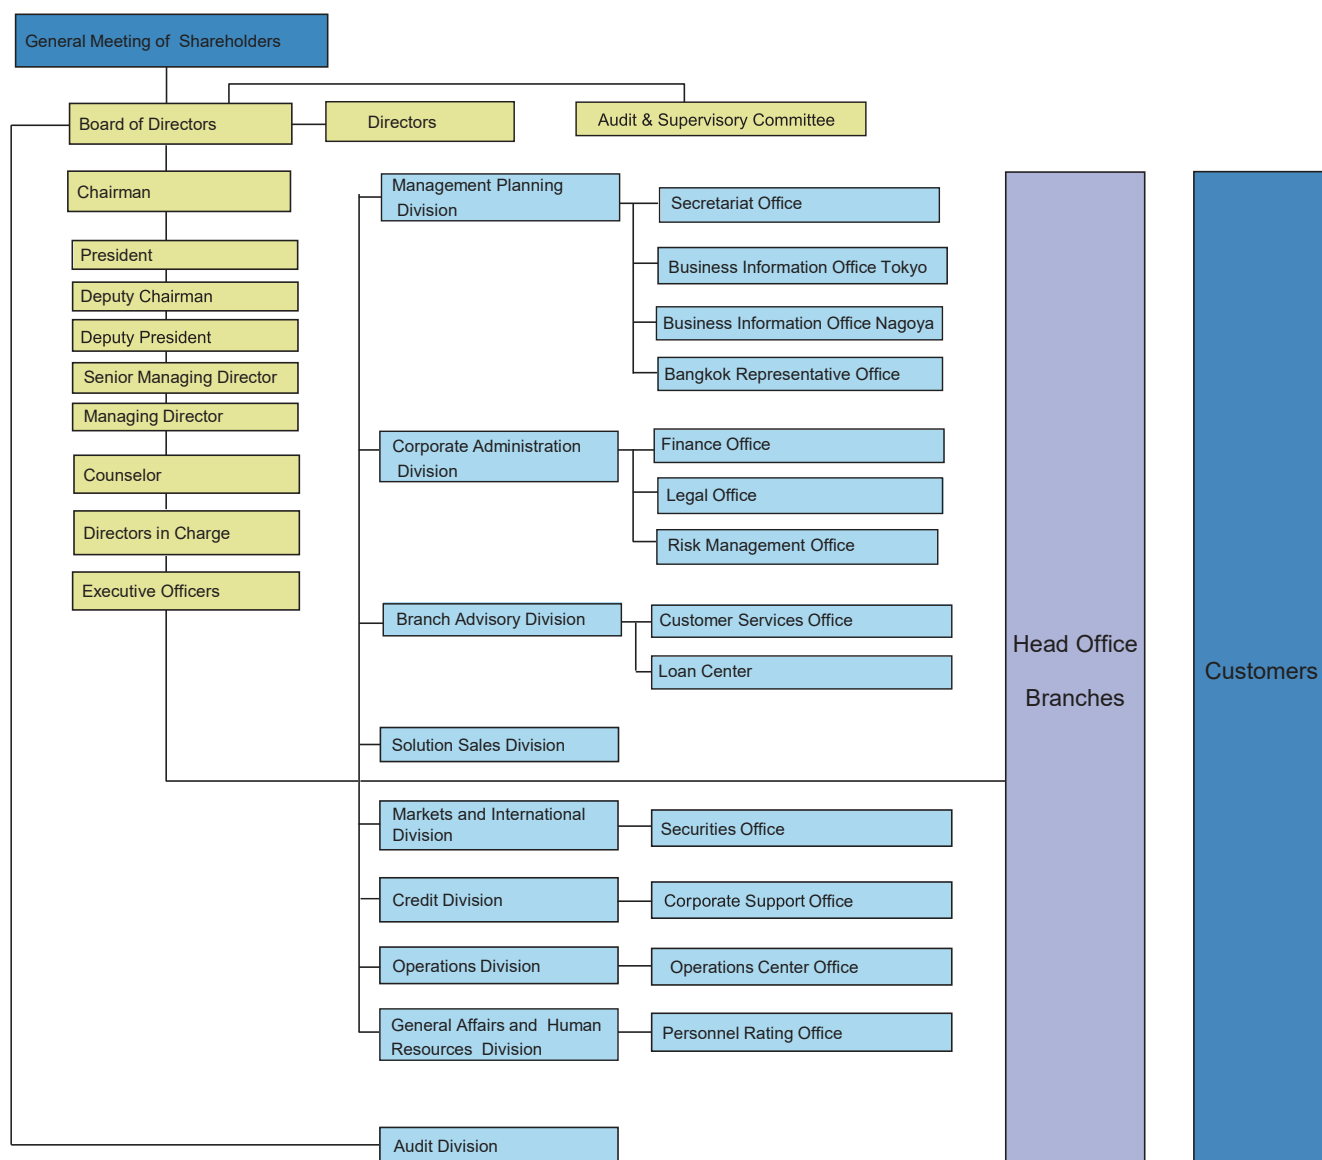 General Meeting of Shareholders
Board of Directors
Directors
Audit & Supervisory Committee
Chairman
President
Deputy Chairman
Deputy President
Senior Managing Director
Managing Director
Counselor
Directors in Charge
Executive Officers
Management Planning
Division
Secretariat Office
Business Information Office Tokyo
Business Information Office Nagoya
Bangkok Representative Office
Corporate Administration
Division
Finance Office
Legal Office
Risk Management Office
Branch Advisory Division
Customer Services Office
Loan Center
Solution Sales Division
Markets and International
Division
Securities Office
Credit Division
Corporate Support Office
Operations Division
Operations Center Office
General Affairs and Human
Resources Division
Personnel Rating Office
Audit Division
Head Office
Branches
Customers